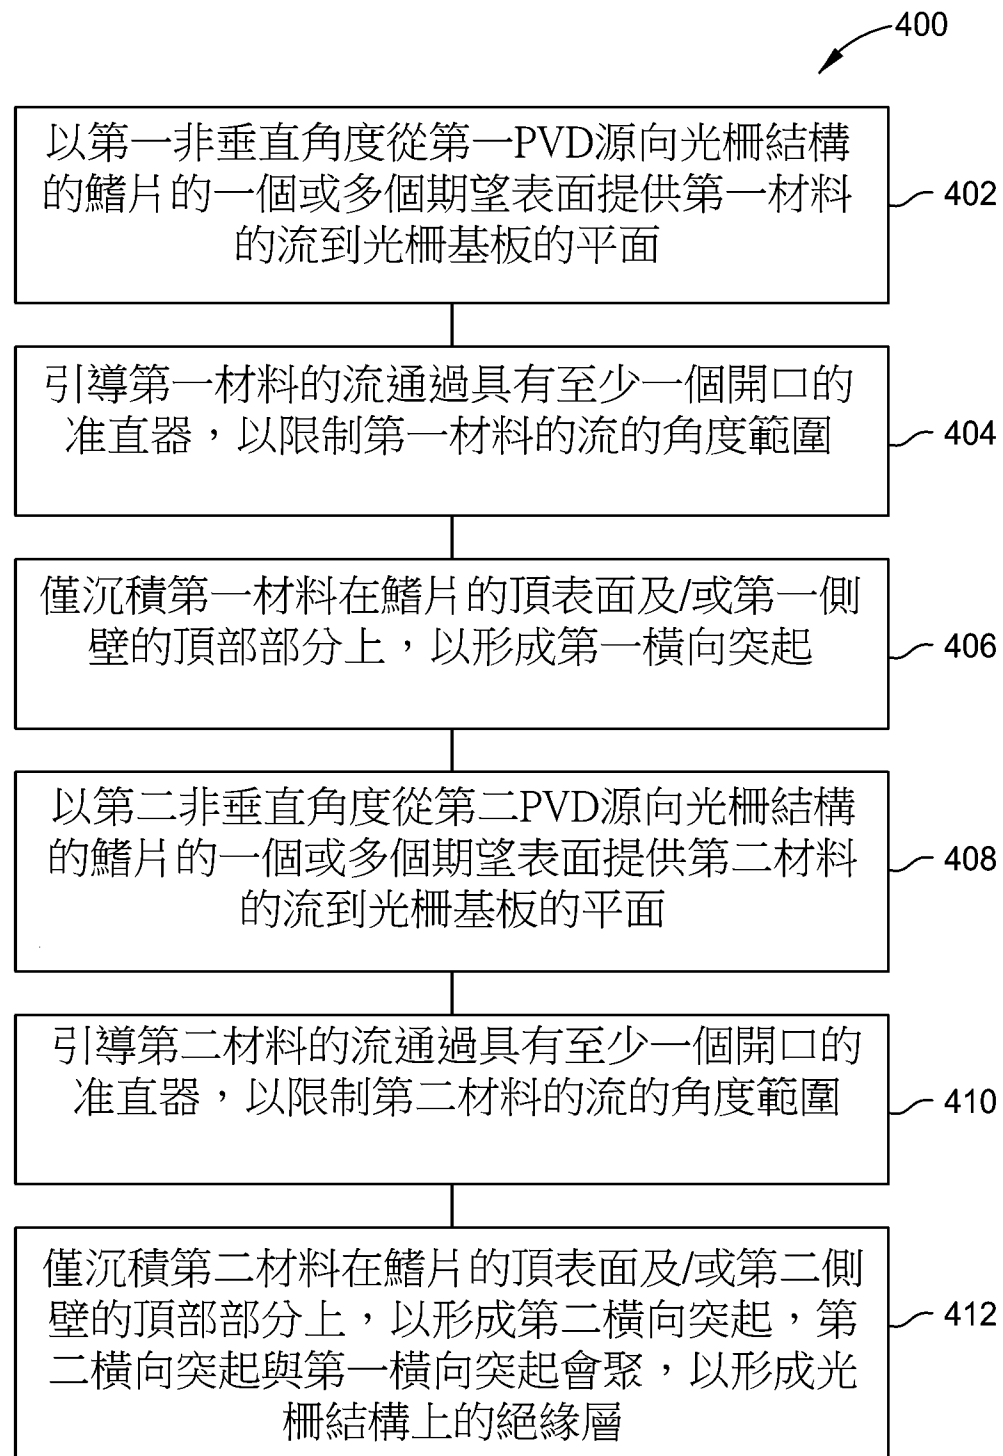 400
以第一非垂直角度從第一PVD源向光柵結構
的鰭片的一個或多個期望表面提供第一材料
的流到光柵基板的平面
402
引導第一材料的流通過具有至少一個開口的
准直器，以限制第一材料的流的角度範圍
404
僅沉積第一材料在鰭片的頂表面及/或第一側
壁的頂部部分上，以形成第一橫向突起
406
以第二非垂直角度從第二PVD源向光柵結構
的鰭片的一個或多個期望表面提供第二材料
的流到光柵基板的平面
408
引導第二材料的流通過具有至少一個開口的
准直器，以限制第二材料的流的角度範圍
410
僅沉積第二材料在鰭片的頂表面及/或第二側
壁的頂部部分上，以形成第二橫向突起，第
二橫向突起與第一橫向突起會聚，以形成光
柵結構上的絕緣層
412